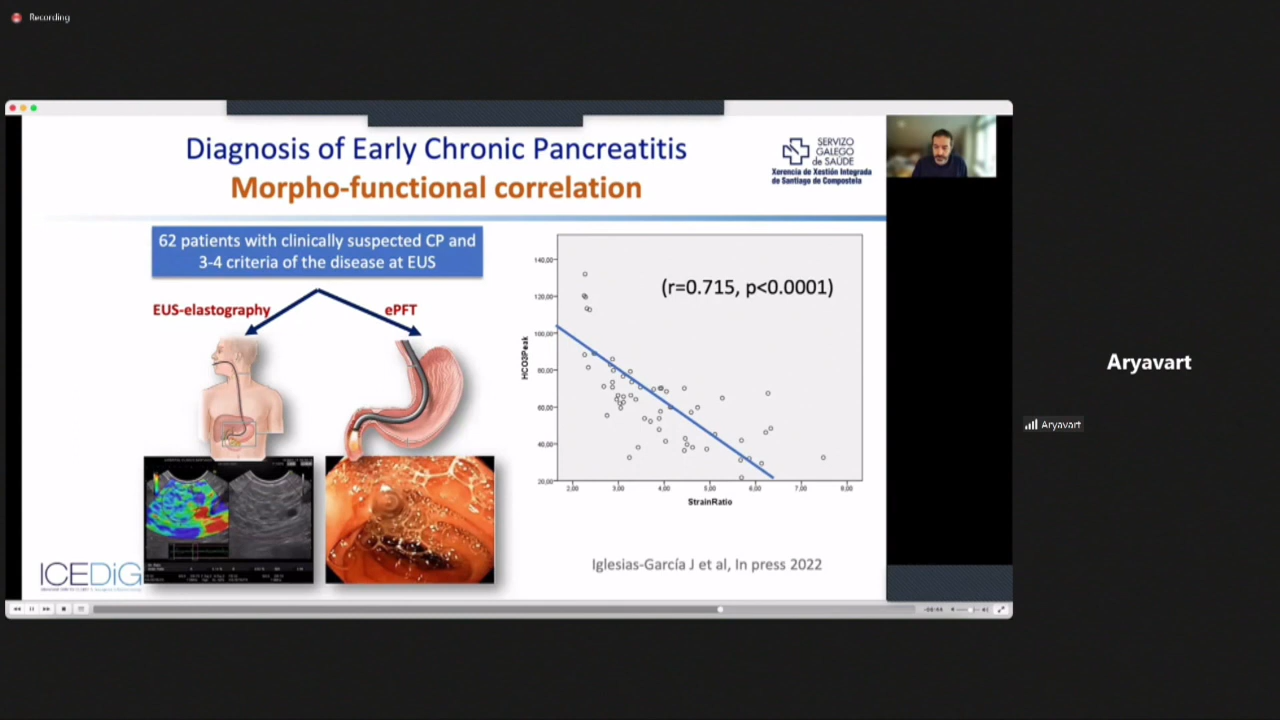 Recording
Diagnosis of Early Chronic Pancreatitis
Morpho-functional correlation
SERVIZO
GALEGO
de SAÚDE
Xerencia de Xestión Integrada
de Santiago de Compostela
62 patients with clinically suspected CP and
3-4 criteria of the disease at EUS
EUS-elastography
ePFT
(r=0.715, p<0.0001)
140,00
120,00
100,00
80,00
60,00
40,00
20,00
HCO3Peak
2,00 3,00 4,00 5,00 6,00 7,00 8,00
StrainRatio
Iglesias-García J et al, In press 2022
ICEDiG
Aryavart
Aryavart